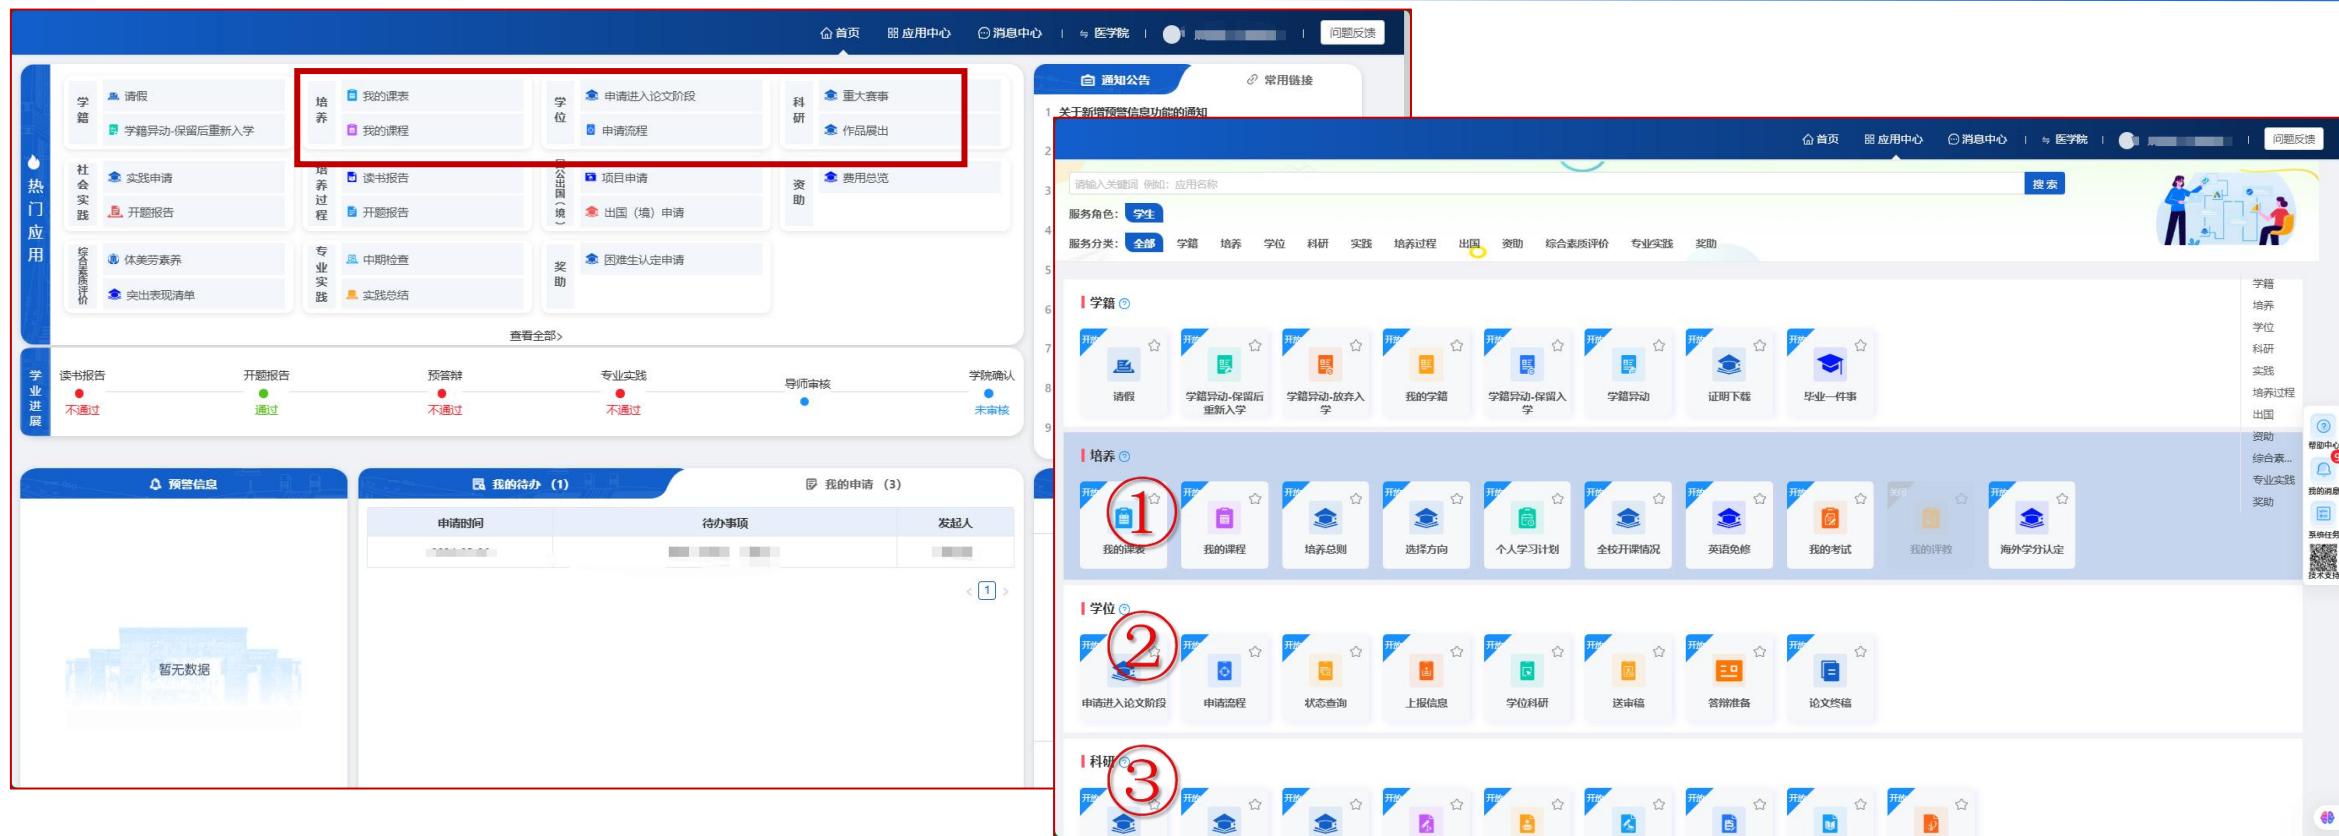 首页 应用中心 消息中心 医学院 问题反馈
热门应用
学籍
请假
学籍异动-保留后重新入学
培养
我的课表
我的课程
学位
申请进入论文阶段
申请流程
科研
重大赛事
作品展出
社会实践
实践申请
开题报告
培养过程
读书报告
开题报告
公出国(境)
项目申请
出国(境)申请
资助
费用总览
综合素质评价
体美劳素养
突出表现清单
专业实践
中期检查
实践总结
奖助
困难生认定申请
查看全部>
学业进展
读书报告 开题报告 预答辩 专业实践 导师审核 学院确认
不通过 通过 不通过 不通过 未审核
预警信息
暂无数据
我的待办 (1) 我的申请 (3)
申请时间 待办事项 发起人
< 1 >
通知公告 常用链接
1 关于新增预警信息功能的通知
2
3
4
5
6
7
8
9
首页 应用中心 消息中心 医学院 问题反馈
请输入关键词 例如：应用名称 搜索
服务角色： 学生
服务分类： 全部 学籍 培养 学位 科研 实践 培养过程 出国 资助 综合素质评价 专业实践 奖助
学籍
请假 学籍异动-保留后重新入学 学籍异动-放弃入学 我的学籍 学籍异动-保留入学 学籍异动 证明下载 毕业一件事
培养
①
我的课表 我的课程 培养总则 选择方向 个人学习计划 全校开课情况 英语免修 我的考试 我的评教 海外学分认定
学位
②
申请进入论文阶段 申请流程 状态查询 上报信息 学位科研 送审稿 答辩准备 论文终稿
科研
③
学籍
培养
学位
科研
实践
培养过程
出国
资助
综合素...
专业实践
奖助
帮助中心
我的消息
系统任务
技术支持